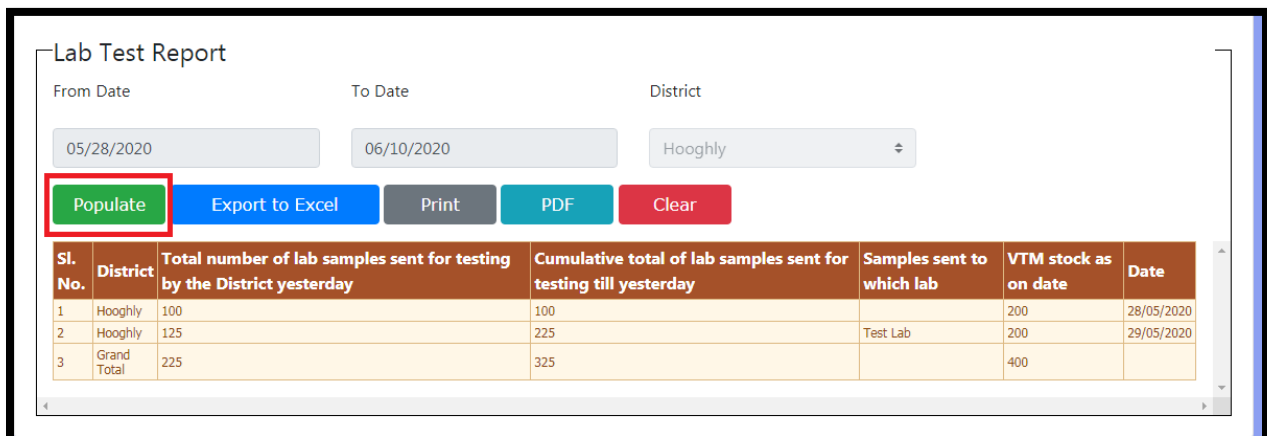 Lab Test Report
From Date To Date District
05/28/2020 06/10/2020 Hooghly
Populate Export to Excel Print PDF Clear
Sl. No. District Total number of lab samples sent for testing by the District yesterday Cumulative total of lab samples sent for testing till yesterday Samples sent to which lab VTM stock as on date Date
1 Hooghly 100 100 200 28/05/2020
2 Hooghly 125 225 Test Lab 200 29/05/2020
3 Grand Total 225 325 400